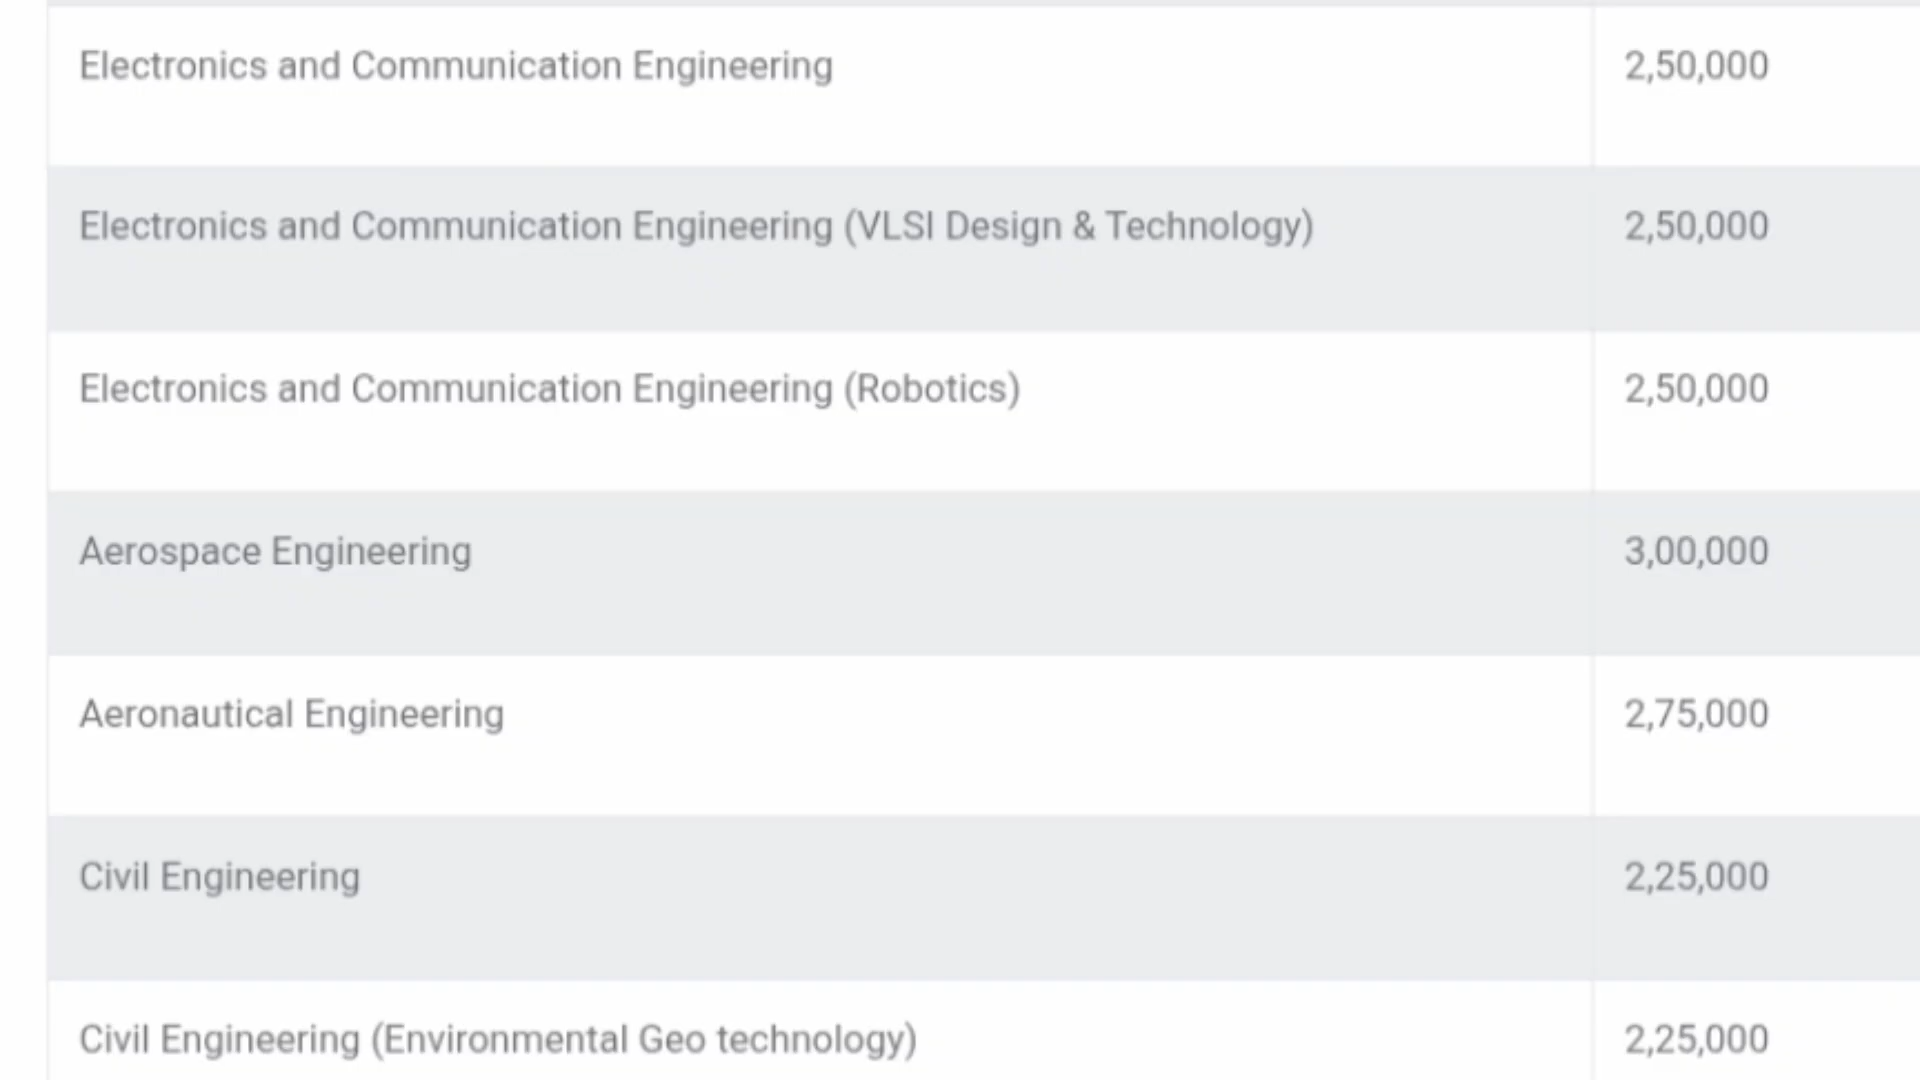 Electronics and Communication Engineering 2,50,000
Electronics and Communication Engineering (VLSI Design & Technology) 2,50,000
Electronics and Communication Engineering (Robotics) 2,50,000
Aerospace Engineering 3,00,000
Aeronautical Engineering 2,75,000
Civil Engineering 2,25,000
Civil Engineering (Environmental Geo technology) 2,25,000